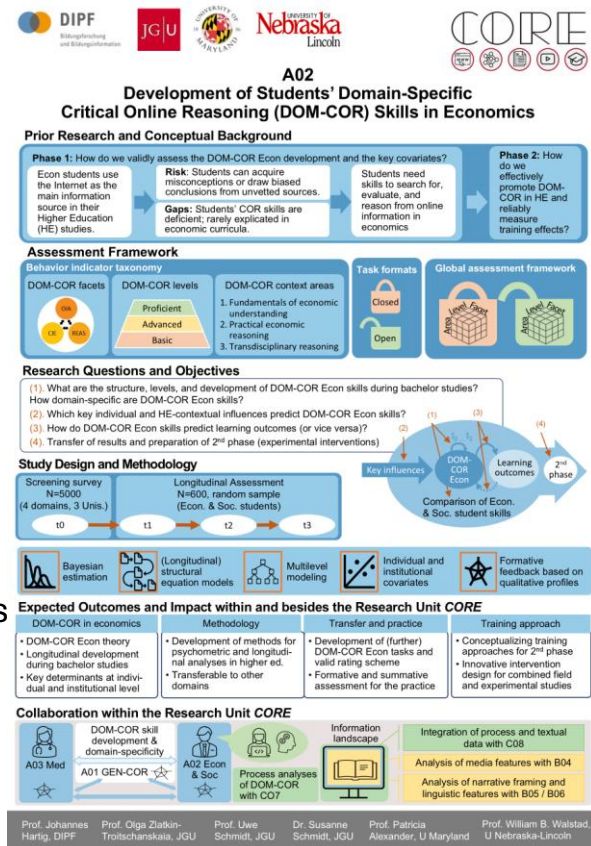 DIPF
Bildungsforschung
und Bildungsinformation
JG|U
UNIVERSITY OF
MARYLAND
UNIVERSITY OF
Nebraska
Lincoln
CORE
A02
Development of Students' Domain-Specific
Critical Online Reasoning (DOM-COR) Skills in Economics
Prior Research and Conceptual Background
Phase 1: How do we validly assess the DOM-COR Econ development and the key covariates?
Econ students use
the Internet as the
main information
source in their
Higher Education
(HE) studies.
Risk: Students can acquire
misconceptions or draw biased
conclusions from unvetted sources.
Gaps: Students' COR skills are
deficient; rarely explicated in
economic curricula.
Students need
skills to search for,
evaluate, and
reason from online
information in
economics
Phase 2: How
do we
effectively
promote DOM-
COR in HE and
reliably
measure
training effects?
Assessment Framework
Behavior indicator taxonomy
DOM-COR facets
OIA
CIE
REAS
DOM-COR levels
Proficient
Advanced
Basic
DOM-COR context areas
1. Fundamentals of economic
understanding
2. Practical economic
reasoning
3. Transdisciplinary reasoning
Task formats
Closed
Open
Global assessment framework
Area Level Facet
Area Level Facet
Research Questions and Objectives
(1). What are the structure, levels, and development of DOM-COR Econ skills during bachelor studies?
How domain-specific are DOM-COR Econ skills?
(2). Which key individual and HE-contextual influences predict DOM-COR Econ skills?
(3). How do DOM-COR Econ skills predict learning outcomes (or vice versa)?
(4). Transfer of results and preparation of 2nd phase (experimental interventions)
(1)
(3)
(4)
(2)
Key influences
DOM-
COR
Econ
Learning
outcomes
2nd
phase
Comparison of Econ.
& Soc. student skills
Study Design and Methodology
Screening survey
N=5000
(4 domains, 3 Unis.)
Longitudinal Assessment
N=600, random sample
(Econ. & Soc. students)
t0
t1
t2
t3
Bayesian
estimation
(Longitudinal)
structural
equation models
Multilevel
modeling
Individual and
institutional
covariates
Formative
feedback based on
qualitative profiles
s
Expected Outcomes and Impact within and besides the Research Unit CORE
DOM-COR in economics
• DOM-COR Econ theory
• Longitudinal development
during bachelor studies
• Key determinants at indivi-
dual and institutional level
Methodology
• Development of methods for
psychometric and longitudi-
nal analyses in higher ed.
• Transferable to other
domains
Transfer and practice
• Development of (further)
DOM-COR Econ tasks and
valid rating scheme
• Formative and summative
assessment for the practice
Training approach
• Conceptualizing training
approaches for 2nd phase
• Innovative intervention
design for combined field
and experimental studies
Collaboration within the Research Unit CORE
A03 Med
DOM-COR skill
development &
domain-specificity
A01 GEN-COR
A02 Econ
& Soc
Process analyses
of DOM-COR
with CO7
Information
landscape
Integration of process and textual
data with C08
Analysis of media features with B04
Analysis of narrative framing and
linguistic features with B05 / B06
Prof. Johannes
Hartig, DIPF
Prof. Olga Zlatkin-
Troitschanskaia, JGU
Prof. Uwe
Schmidt, JGU
Dr. Susanne
Schmidt, JGU
Prof. Patricia
Alexander, U Maryland
Prof. William B. Walstad,
U Nebraska-Lincoln